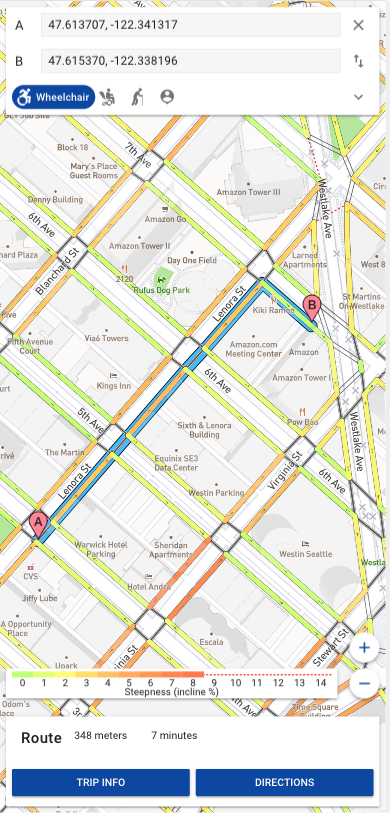 A
47.613707, -122.341317
B
47.615370, -122.338196
Wheelchair
Block 18
7th Ave
Mary's Place
Guest Rooms
Westlake Ave
Denny Building
Amazon Tower III
6th Ave
Amazon Go
Blanchard St
Amazon Tower II
Day One Field
Larned
Apartments
West 8
2120
Rufus Dog Park
Lenora St
B
St Martins
On Westlake
Kiki Ramen
Fifth Avenue
Court
Via6 Towers
Amazon.com
Meeting Center
Amazon
Kings Inn
6th Ave
5th Ave
Sixth & Lenora
Building
Pow Bao
Westlake Ave
The Martin
Equinix SE3
Data Center
Virginia St
6th Ave
Lenora St
Westin Parking
A
Warwick Hotel
Parking
Sheridan
Apartments
Westin Seattle
CVS
Hotel Andra
Jiffy Lube
A Opportunity
Place
Escala
Stewart St
Upark
+
0 1 2 3 4 5 6 7 8 9 10 11 12 13 14
Steepness (incline %)
−
Times Square
Building
Route
348 meters
7 minutes
TRIP INFO
DIRECTIONS